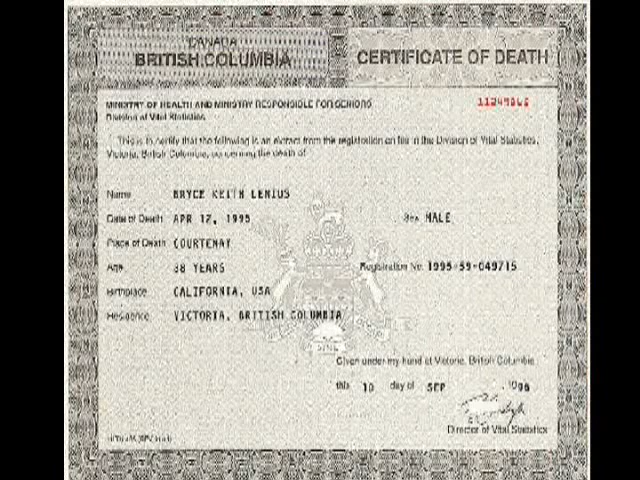 CANADA
BRITISH COLUMBIA
CERTIFICATE OF DEATH
MINISTRY OF HEALTH AND MINISTRY RESPONSIBLE FOR SENIORS
Division of Vital Statistics
This is to certify that the following is an extract from the registration on file in the Division of Vital Statistics,
Victoria, British Columbia, concerning the death of
Name BRYCE KEITH LENIUS
Date of Death APR 12, 1995 Sex MALE
Place of Death COURTENAY
Age 38 YEARS Registration No. 1995-59-049715
Birthplace CALIFORNIA, USA
Residence VICTORIA, BRITISH COLUMBIA
Given under my hand at Victoria, British Columbia
this 10 day of SEP
Director of Vital Statistics